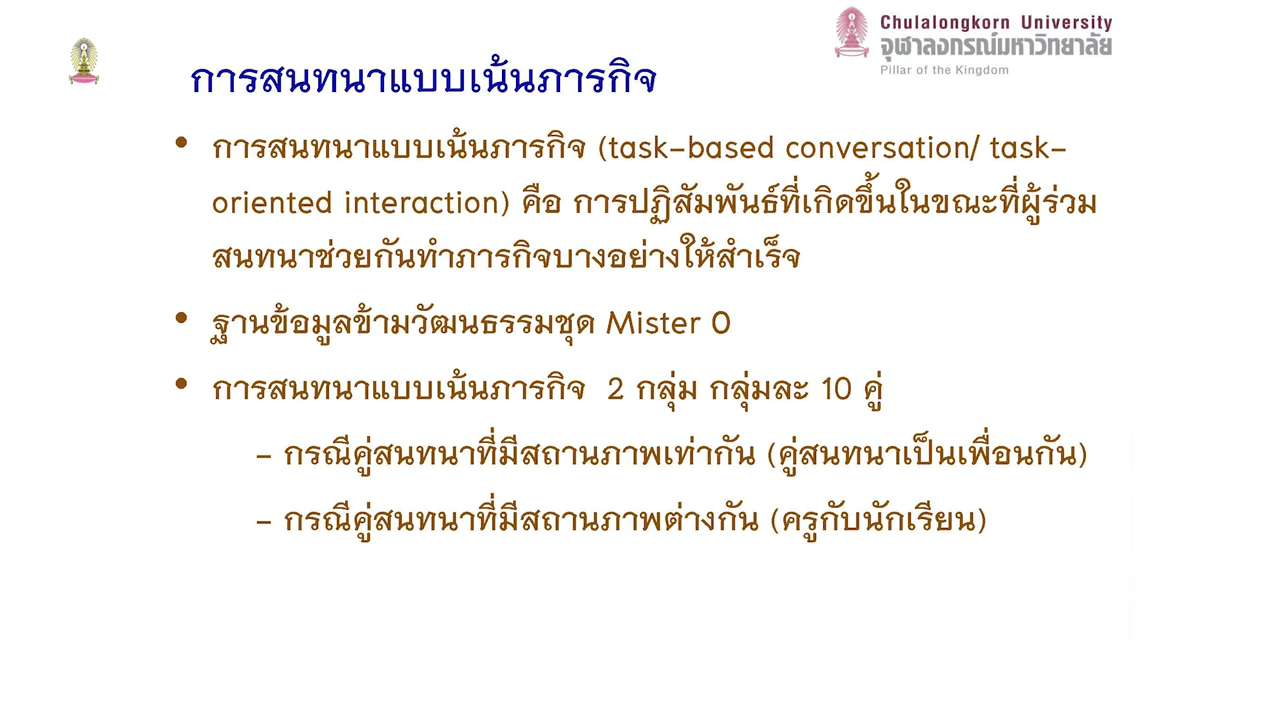 Chulalongkorn University
จุฬาลงกรณ์มหาวิทยาลัย
Pillar of the Kingdom
การสนทนาแบบเน้นภารกิจ
• การสนทนาแบบเน้นภารกิจ (task-based conversation/ task-
oriented interaction) คือ การปฏิสัมพันธ์ที่เกิดขึ้นในขณะที่ผู้ร่วม
สนทนาช่วยกันทำภารกิจบางอย่างให้สำเร็จ
• ฐานข้อมูลข้ามวัฒนธรรมชุด Mister O
• การสนทนาแบบเน้นภารกิจ 2 กลุ่ม กลุ่มละ 10 คู่
– กรณีคู่สนทนาที่มีสถานภาพเท่ากัน (คู่สนทนาเป็นเพื่อนกัน)
– กรณีคู่สนทนาที่มีสถานภาพต่างกัน (ครูกับนักเรียน)